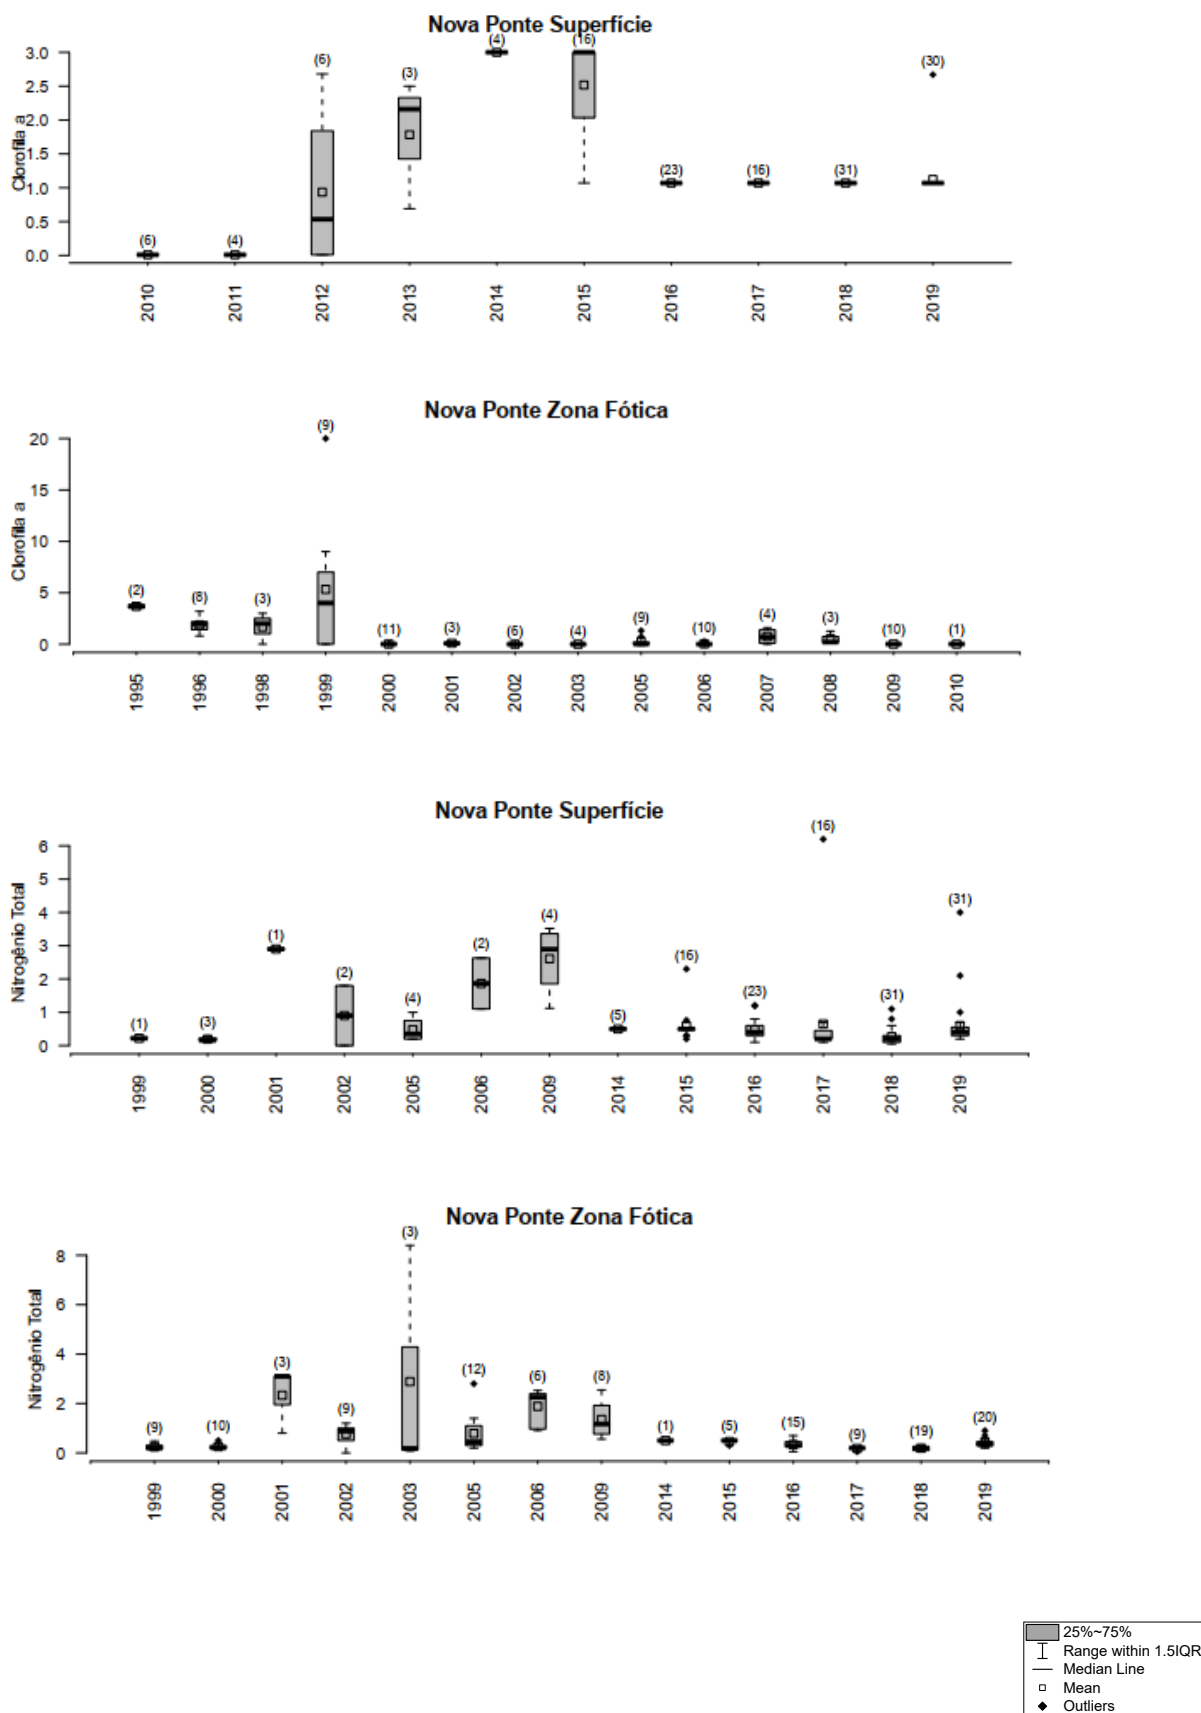 Nova Ponte Superfície
Clorofila a
3.0
2.5
2.0
1.5
1.0
0.5
0.0
(6) (4) (6) (3) (4) (16) (23) (16) (31) (30)
2010 2011 2012 2013 2014 2015 2016 2017 2018 2019
Nova Ponte Zona Fótica
Clorofila a
20
15
10
5
0
(2) (8) (3) (9) (11) (3) (6) (4) (9) (10) (4) (3) (10) (1)
1995 1996 1998 1999 2000 2001 2002 2003 2005 2006 2007 2008 2009 2010
Nova Ponte Superfície
Nitrogênio Total
6
5
4
3
2
1
0
(1) (3) (1) (2) (4) (2) (4) (5) (16) (23) (16) (31) (31)
1999 2000 2001 2002 2005 2006 2009 2014 2015 2016 2017 2018 2019
Nova Ponte Zona Fótica
Nitrogênio Total
8
6
4
2
0
(9) (10) (3) (9) (3) (12) (6) (8) (1) (5) (15) (9) (19) (20)
1999 2000 2001 2002 2003 2005 2006 2009 2014 2015 2016 2017 2018 2019
25%~75%
Range within 1.5IQR
Median Line
Mean
Outliers